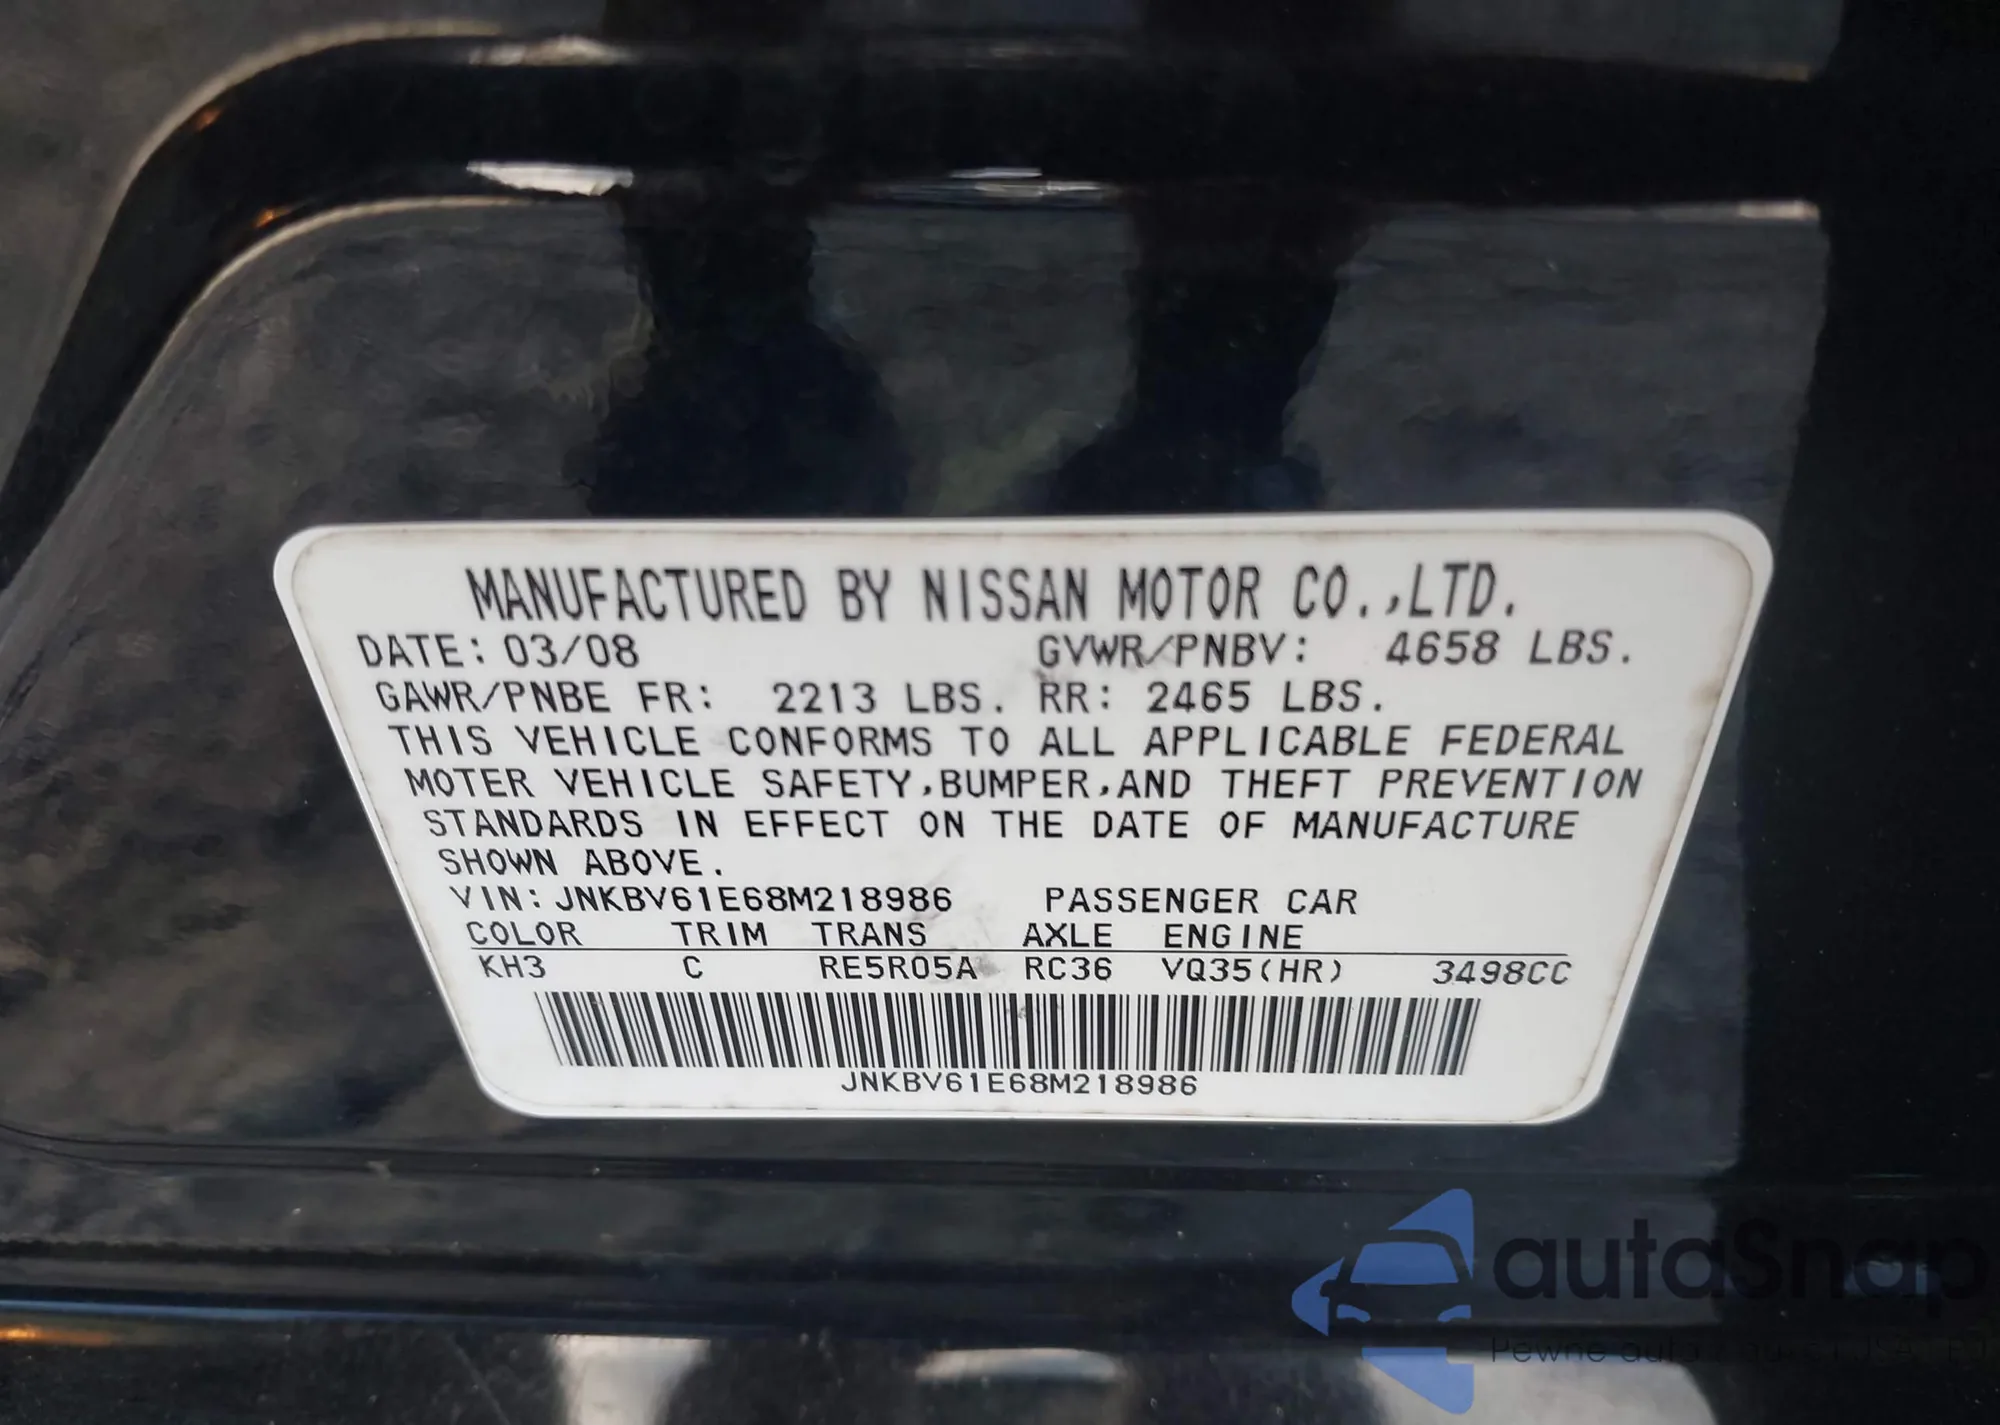 MANUFACTURED BY NISSAN MOTOR CO.,LTD.
DATE: 03/08 GVWR/PNBV: 4658 LBS.
GAWR/PNBE FR: 2213 LBS. RR: 2465 LBS.
THIS VEHICLE CONFORMS TO ALL APPLICABLE FEDERAL
MOTER VEHICLE SAFETY,BUMPER,AND THEFT PREVENTION
STANDARDS IN EFFECT ON THE DATE OF MANUFACTURE
SHOWN ABOVE.
VIN: JNKBV61E68M218986 PASSENGER CAR
COLOR TRIM TRANS AXLE ENGINE
KH3 C RE5R05A RC36 VQ35(HR) 3498CC
JNKBV61E68M218986
autaSnap
Pewne auta z